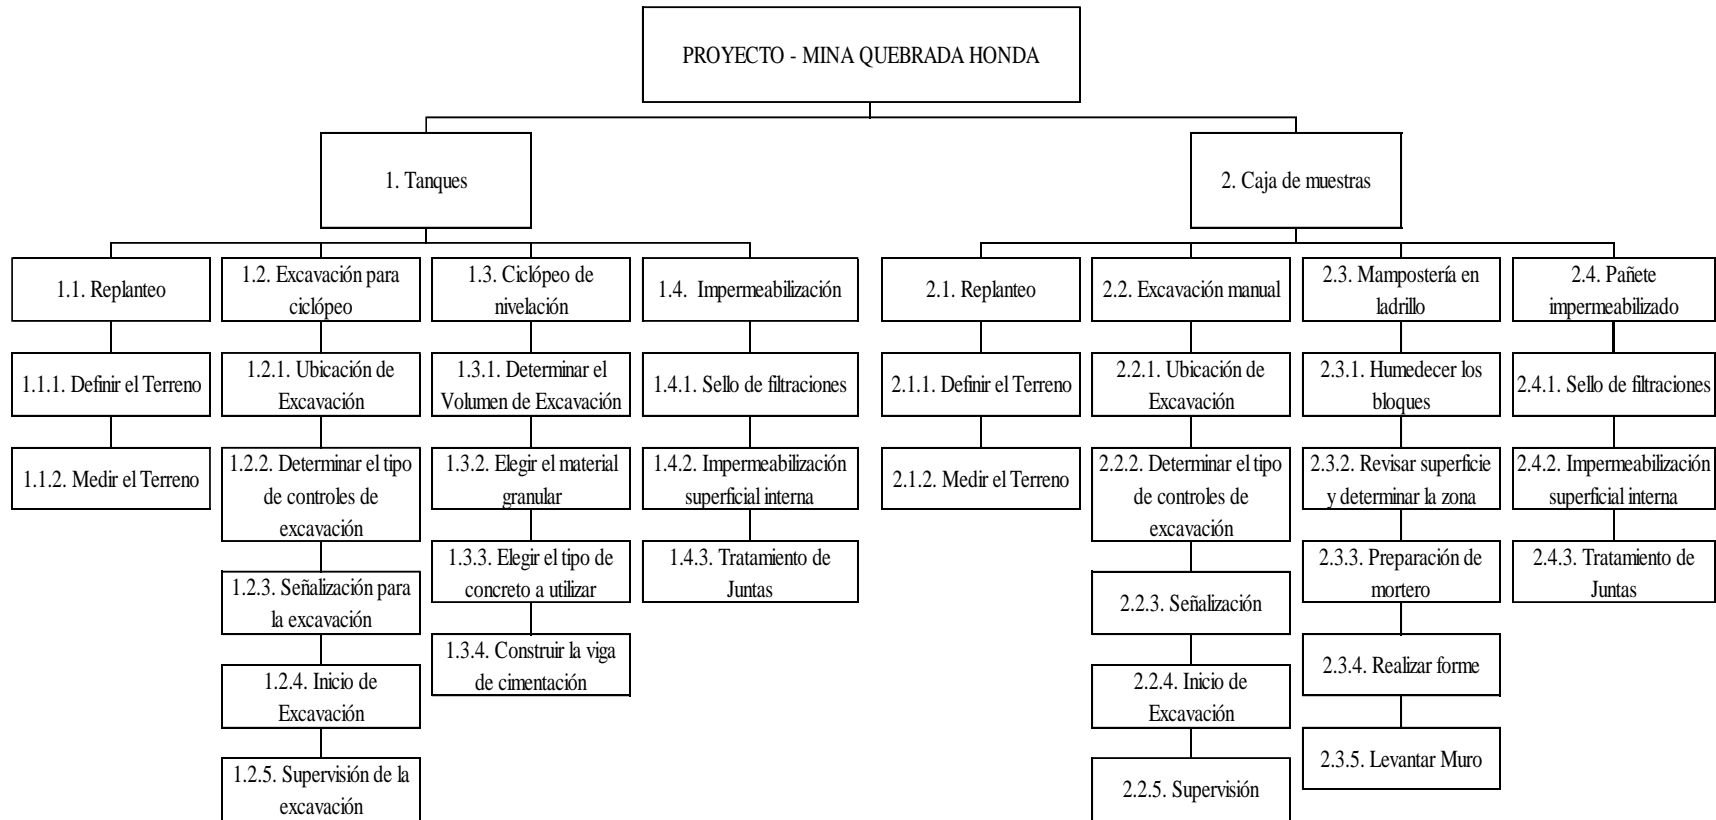 PROYECTO - MINA QUEBRADA HONDA
1. Tanques
2. Caja de muestras
1.1. Replanteo
1.2. Excavación para
ciclópeo
1.3. Ciclópeo de
nivelación
1.4. Impermeabilización
2.1. Replanteo
2.2. Excavación manual
2.3. Mampostería en
ladrillo
2.4. Pañete
impermeabilizado
1.1.1. Definir el Terreno
1.2.1. Ubicación de
Excavación
1.3.1. Determinar el
Volumen de Excavación
1.4.1. Sello de filtraciones
2.1.1. Definir el Terreno
2.2.1. Ubicación de
Excavación
2.3.1. Humedecer los
bloques
2.4.1. Sello de filtraciones
1.1.2. Medir el Terreno
1.2.2. Determinar el tipo
de controles de
excavación
1.3.2. Elegir el material
granular
1.4.2. Impermeabilización
superficial interna
2.1.2. Medir el Terreno
2.2.2. Determinar el tipo
de controles de
excavación
2.3.2. Revisar superficie
y determinar la zona
2.4.2. Impermeabilización
superficial interna
1.2.3. Señalización para
la excavación
1.3.3. Elegir el tipo de
concreto a utilizar
1.4.3. Tratamiento de
Juntas
2.2.3. Señalización
2.3.3. Preparación de
mortero
2.4.3. Tratamiento de
Juntas
1.2.4. Inicio de
Excavación
1.3.4. Construir la viga
de cimentación
2.2.4. Inicio de
Excavación
2.3.4. Realizar forme
1.2.5. Supervisión de la
excavación
2.2.5. Supervisión
2.3.5. Levantar Muro